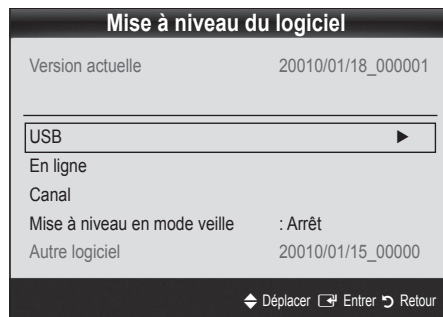 Mise à niveau du logiciel
Version actuelle 20010/01/18_000001
USB ►
En ligne
Canal
Mise à niveau en mode veille : Arrêt
Autre logiciel 20010/01/15_00000
Déplacer Entrer Retour